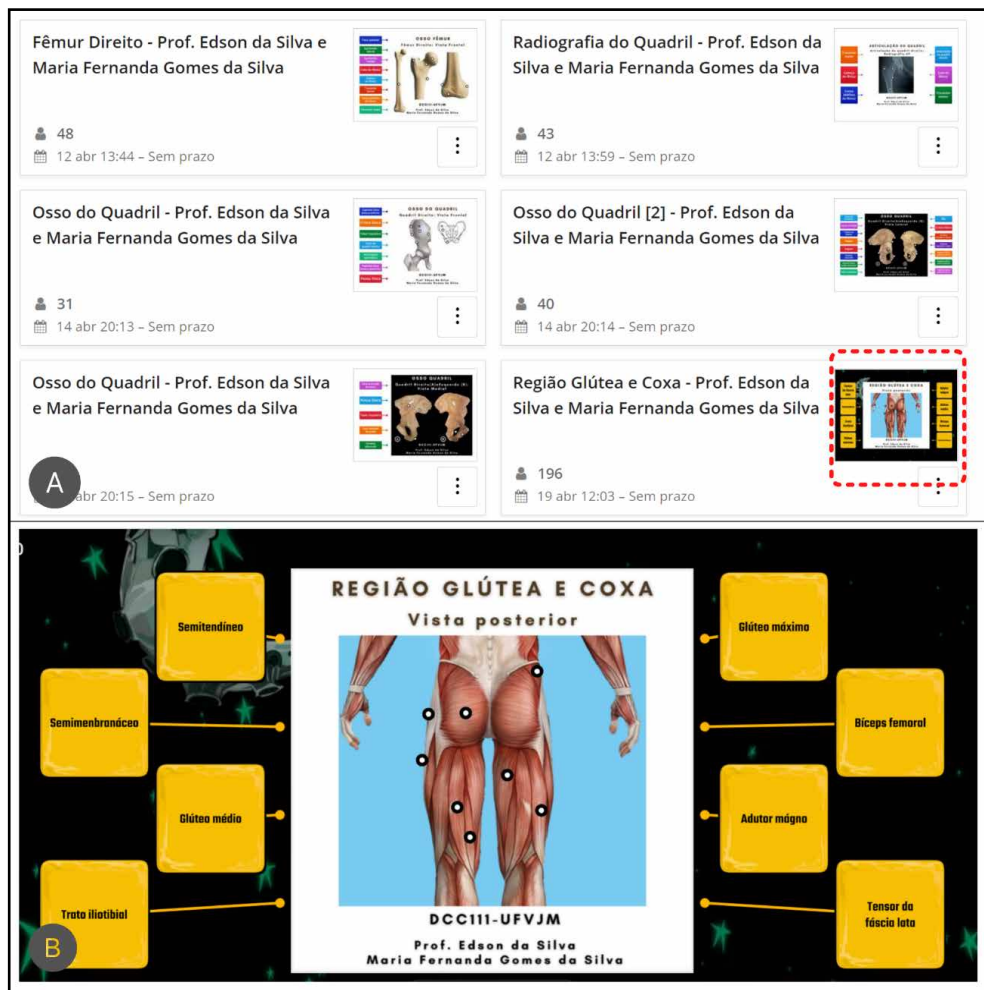 Fêmur Direito - Prof. Edson da Silva e
Maria Fernanda Gomes da Silva
48
12 abr 13:44 – Sem prazo
Radiografia do Quadril - Prof. Edson da
Silva e Maria Fernanda Gomes da Silva
43
12 abr 13:59 – Sem prazo
Osso do Quadril - Prof. Edson da Silva
e Maria Fernanda Gomes da Silva
31
14 abr 20:13 – Sem prazo
Osso do Quadril [2] - Prof. Edson da
Silva e Maria Fernanda Gomes da Silva
40
14 abr 20:14 – Sem prazo
Osso do Quadril - Prof. Edson da Silva
e Maria Fernanda Gomes da Silva
abr 20:15 – Sem prazo
Região Glútea e Coxa - Prof. Edson da
Silva e Maria Fernanda Gomes da Silva
196
19 abr 12:03 – Sem prazo
A
REGIÃO GLÚTEA E COXA
Vista posterior
Semitendíneo
Semimenbranáceo
Glúteo médio
Trato iliotibial
Glúteo máximo
Bíceps femoral
Adutor mágno
Tensor da
fáscia lata
DCC111-UFVJM
Prof. Edson da Silva
Maria Fernanda Gomes da Silva
B